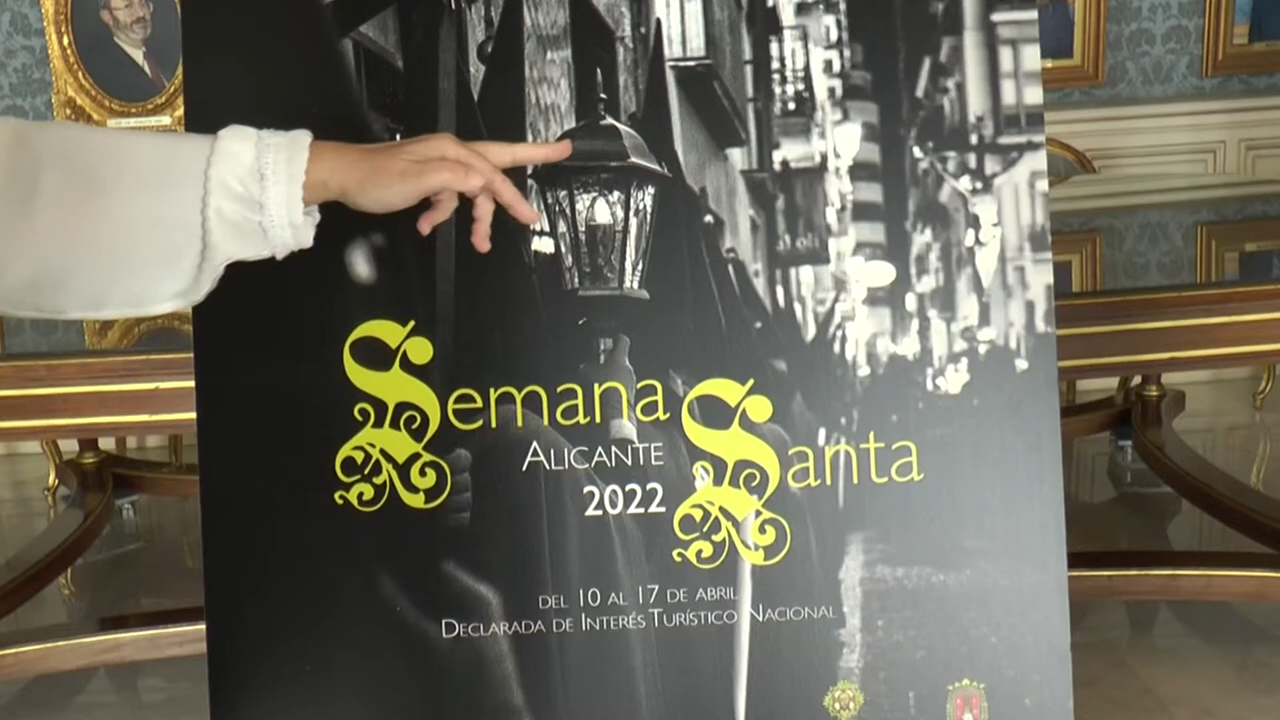 Semana Santa
ALICANTE
2022
DEL 10 AL 17 DE ABRIL
DECLARADA DE INTERÉS TURÍSTICO NACIONAL